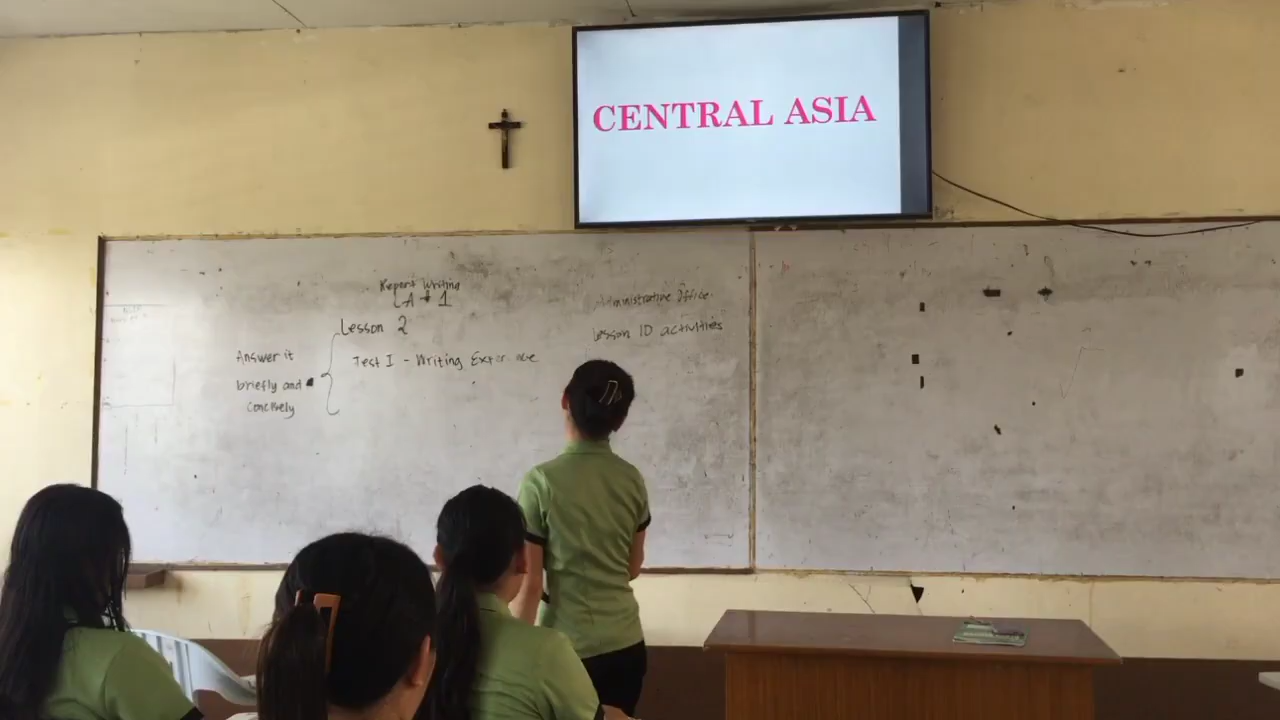 CENTRAL ASIA
Report Writing
LA # 1
Lesson 2
Test I - Writing
Answer it
briefly and
concisely
Administrative Office
Lesson 10 activities